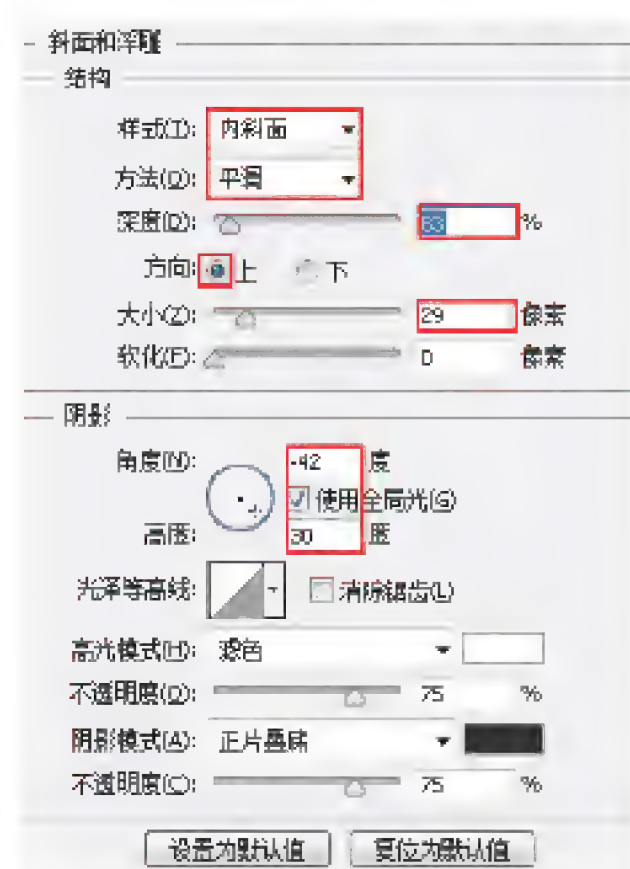 斜面和浮雕
结构
样式(T): 内斜面
方法(Q): 平滑
深度(D): 63 %
方向: 上 下
大小(Z): 29 像素
软化(F): 0 像素
阴影
角度(N): -42 度
使用全局光(G)
高度: 30 度
光泽等高线: 消除锯齿(L)
高光模式(H): 滤色
不透明度(O): 75 %
阴影模式(A): 正片叠底
不透明度(C): 75 %
设置为默认值 复位为默认值